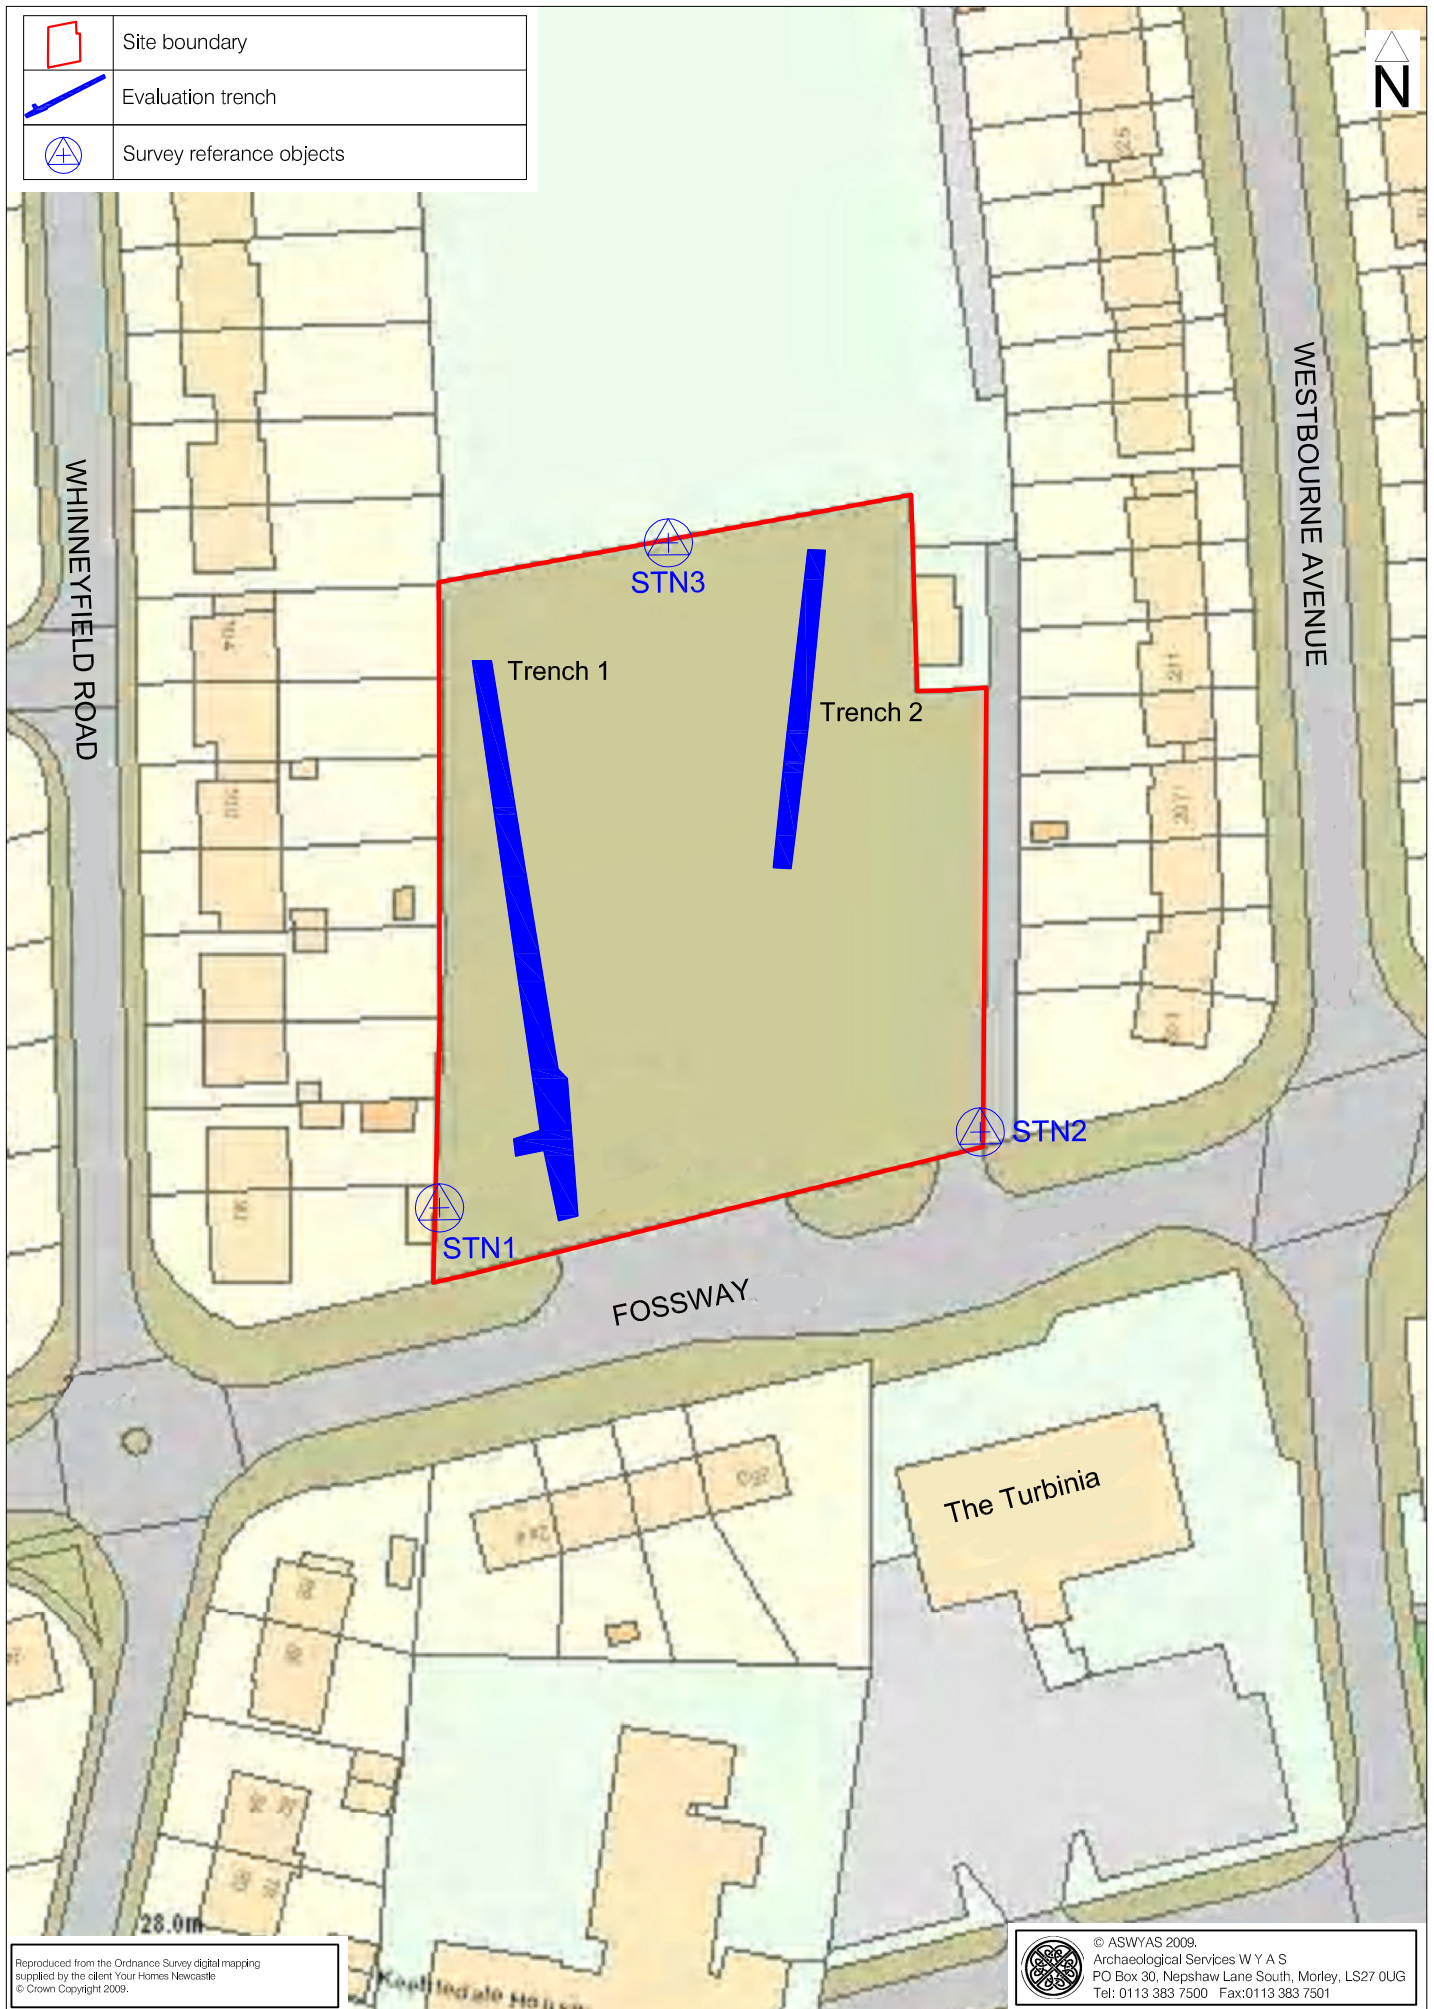 Site boundary
Evaluation trench
Survey referance objects
N
WHINNEYFIELD ROAD
WESTBOURNE AVENUE
STN3
Trench 1
Trench 2
211
STN2
STN1
FOSSWAY
The Turbinia
28.0m
Reproduced from the Ordnance Survey digital mapping
supplied by the client Your Homes Newcastle
© Crown Copyright 2009.
© ASWYAS 2009.
Archaeological Services W Y A S
PO Box 30, Nepshaw Lane South, Morley, LS27 0UG
Tel: 0113 383 7500 Fax:0113 383 7501